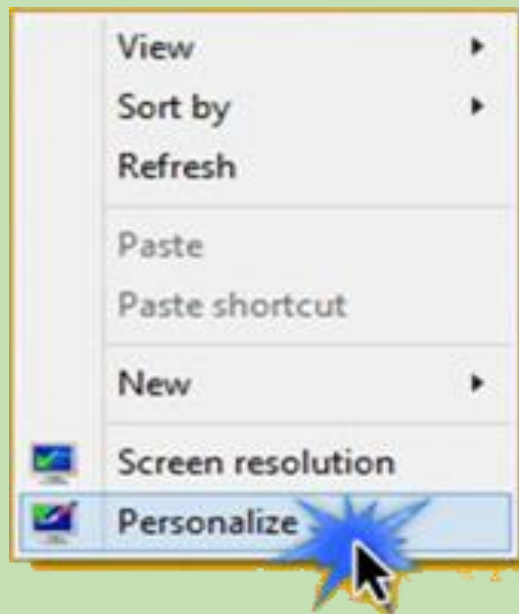 View
Sort by
Refresh
Paste
Paste shortcut
New
Screen resolution
Personalize